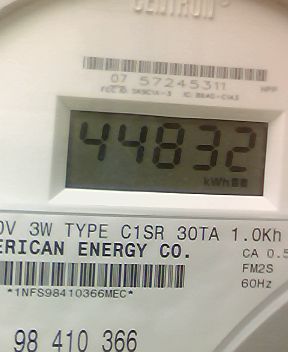 CENTRON®
07 57245311
44832
kWh
0V 3W TYPE C1SR 30TA 1.0Kh
ERICAN ENERGY CO.
CA 0.5
FM2S
60Hz
*1NFS98410366MEC*
98 410 366